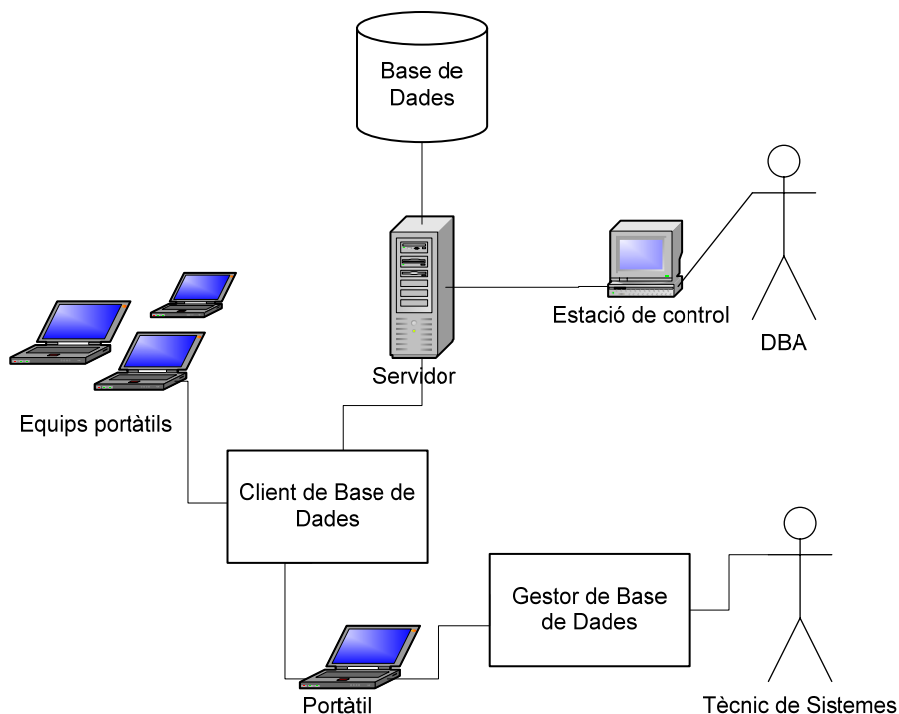 Base de
Dades
Estació de control
DBA
Servidor
Equips portàtils
Client de Base de
Dades
Gestor de Base
de Dades
Portàtil
Tècnic de Sistemes